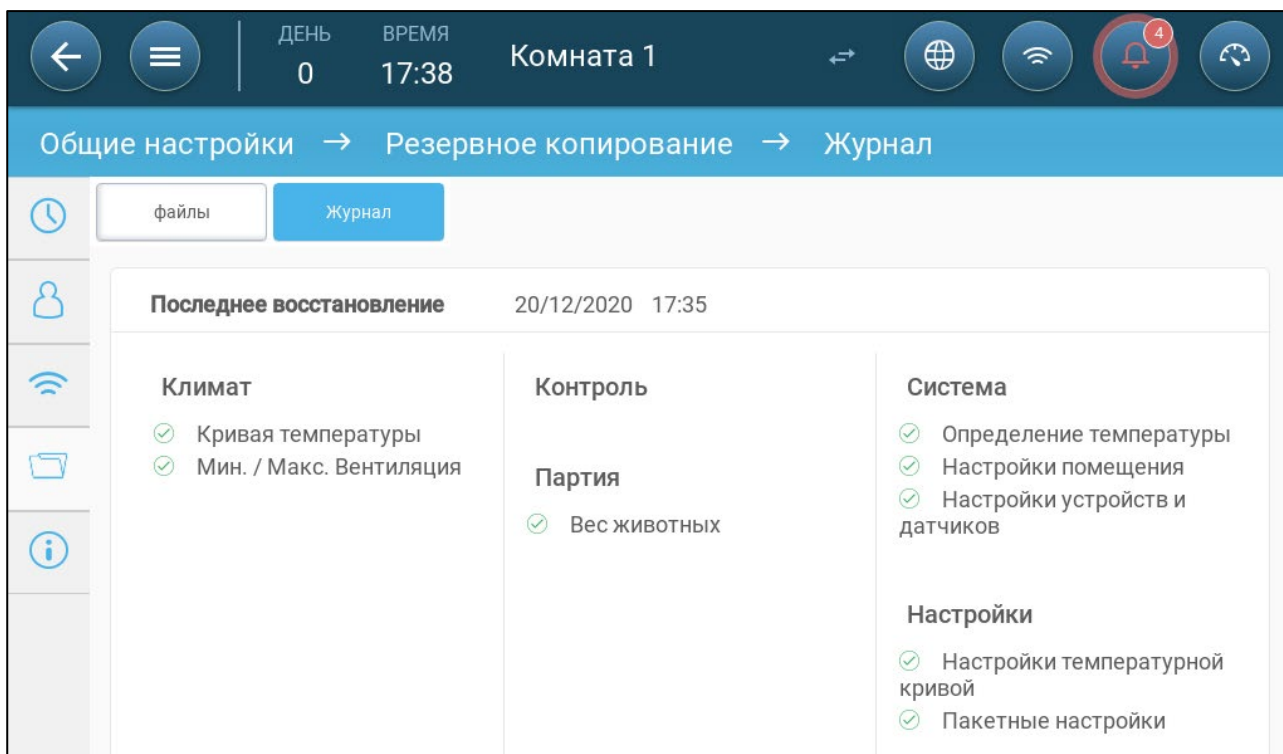 ДЕНЬ ВРЕМЯ
0 17:38 Комната 1 4
Общие настройки → Резервное копирование → Журнал
файлы Журнал
Последнее восстановление 20/12/2020 17:35
Климат
Кривая температуры
Мин. / Макс. Вентиляция
Контроль
Партия
Вес животных
Система
Определение температуры
Настройки помещения
Настройки устройств и
датчиков
Настройки
Настройки температурной
кривой
Пакетные настройки